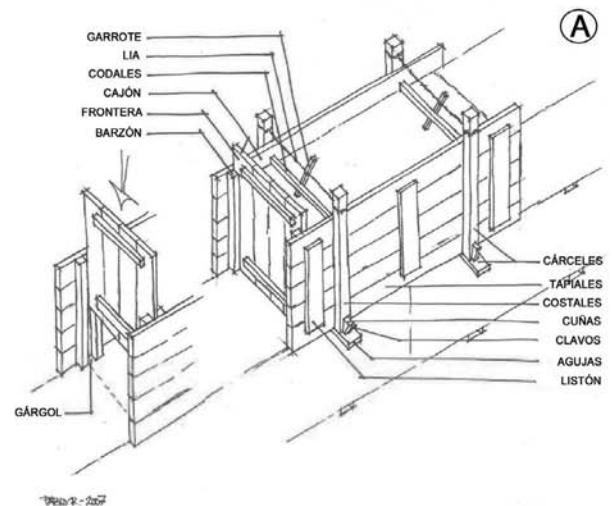 A
GARROTE
LIA
CODALES
CAJÓN
FRONTERA
BARZÓN
CÁRCELES
TAPIALES
COSTALES
CUÑAS
CLAVOS
AGUJAS
LISTÓN
GÁRGOL